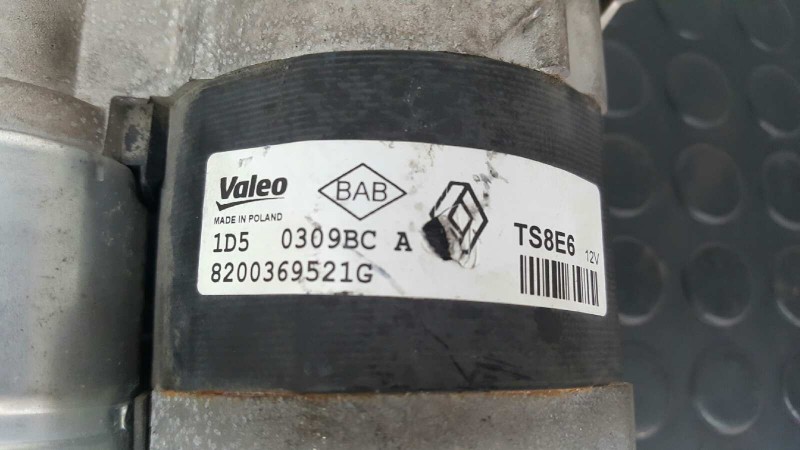 Valeo
MADE IN POLAND
BAB
1D5 0309BC A
8200369521G
TS8E6 12V